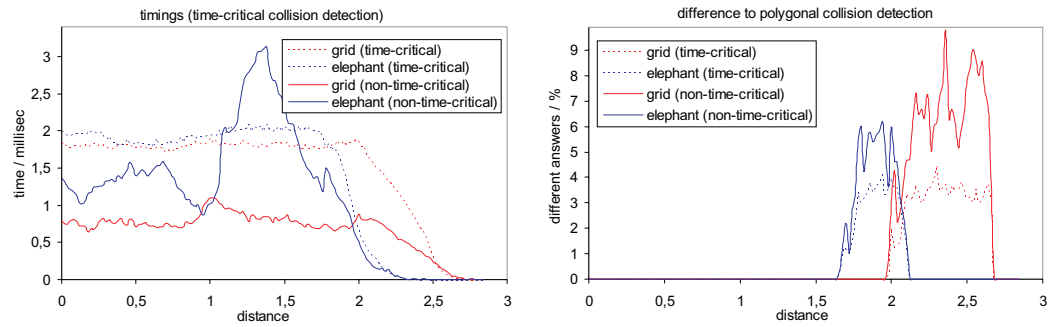 timings (time-critical collision detection)
time / millisec
3
2,5
2
1,5
1
0,5
0
grid (time-critical)
elephant (time-critical)
grid (non-time-critical)
elephant (non-time-critical)
0 0,5 1 1,5 2 2,5 3
distance
difference to polygonal collision detection
different answers / %
9
8
7
6
5
4
3
2
1
0
grid (time-critical)
elephant (time-critical)
grid (non-time-critical)
elephant (non-time-critical)
0 0,5 1 1,5 2 2,5 3
distance